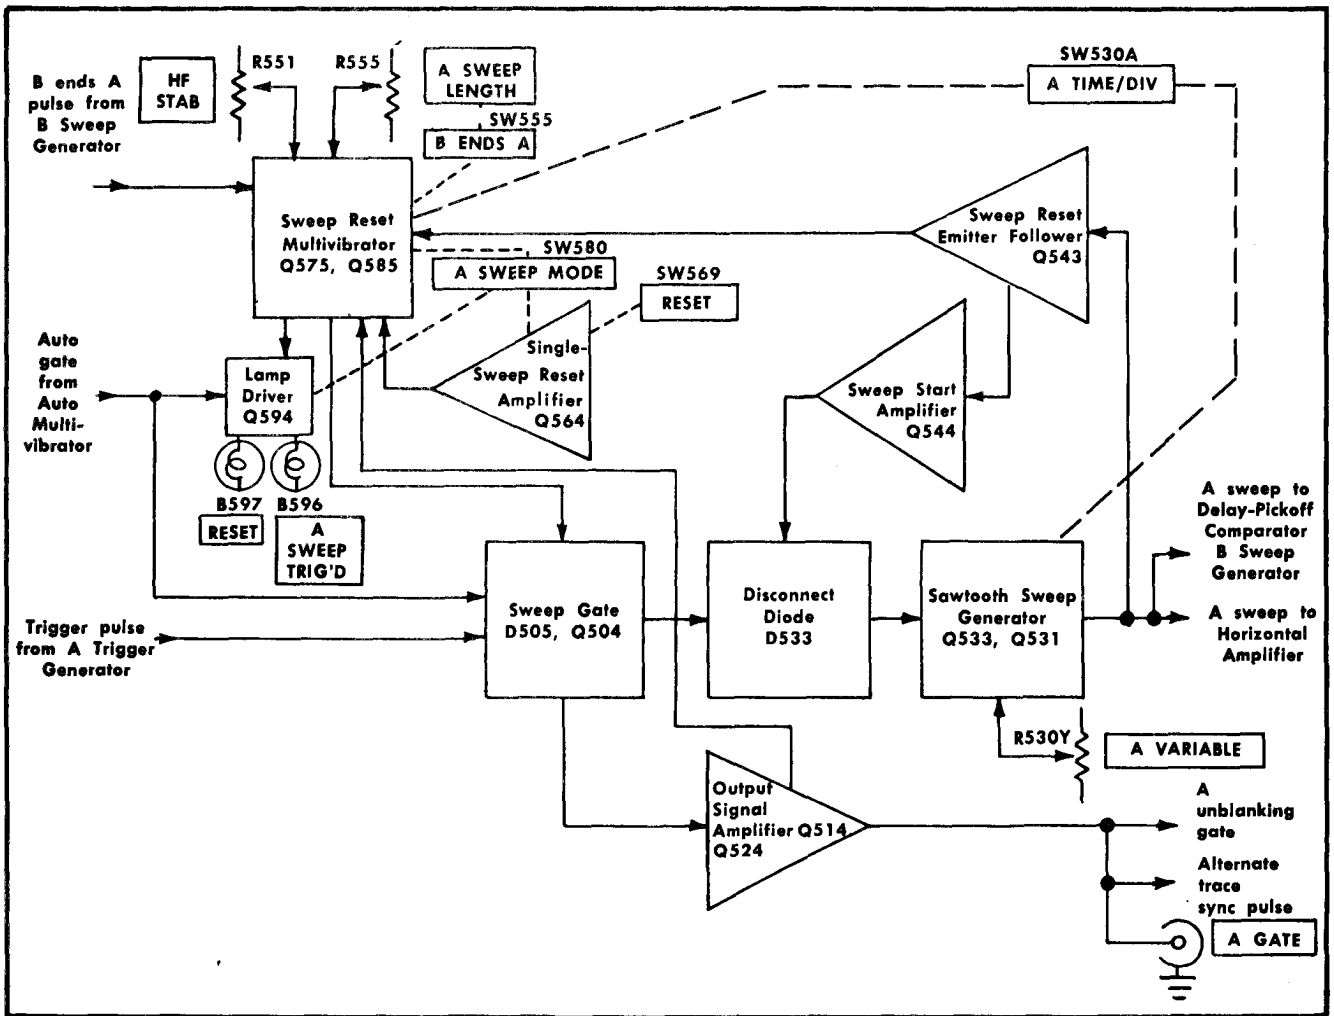 B ends A
pulse from
B Sweep
Generator
HF
STAB
R551
R555
A SWEEP
LENGTH
SW555
B ENDS A
SW530A
A TIME/DIV
Sweep Reset
Multivibrator
Q575, Q585
Sweep Reset
Emitter Follower
Q543
SW580
A SWEEP MODE
SW569
RESET
Auto
gate
from
Auto
Multi-
vibrator
Lamp
Driver
Q594
Single-
Sweep Reset
Amplifier
Q564
Sweep Start
Amplifier
Q544
B597
RESET
B596
A
SWEEP
TRIG'D
A sweep to
Delay-Pickoff
Comparator
B Sweep
Generator
Sweep Gate
D505, Q504
Disconnect
Diode
D533
Sawtooth Sweep
Generator
Q533, Q531
Trigger pulse
from A Trigger
Generator
A sweep to
Horizontal
Amplifier
R530Y
A VARIABLE
Output
Signal
Amplifier Q514
Q524
A
unblanking
gate
Alternate
trace
sync pulse
A GATE